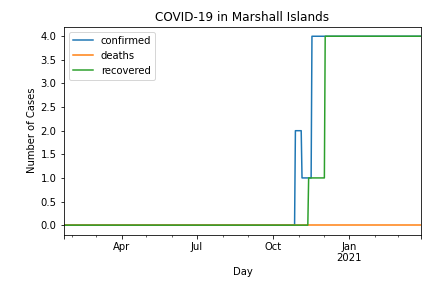 COVID-19 in Marshall Islands
confirmed
deaths
recovered
Number of Cases
4.0
3.5
3.0
2.5
2.0
1.5
1.0
0.5
0.0
Apr
Jul
Oct
Jan
2021
Day